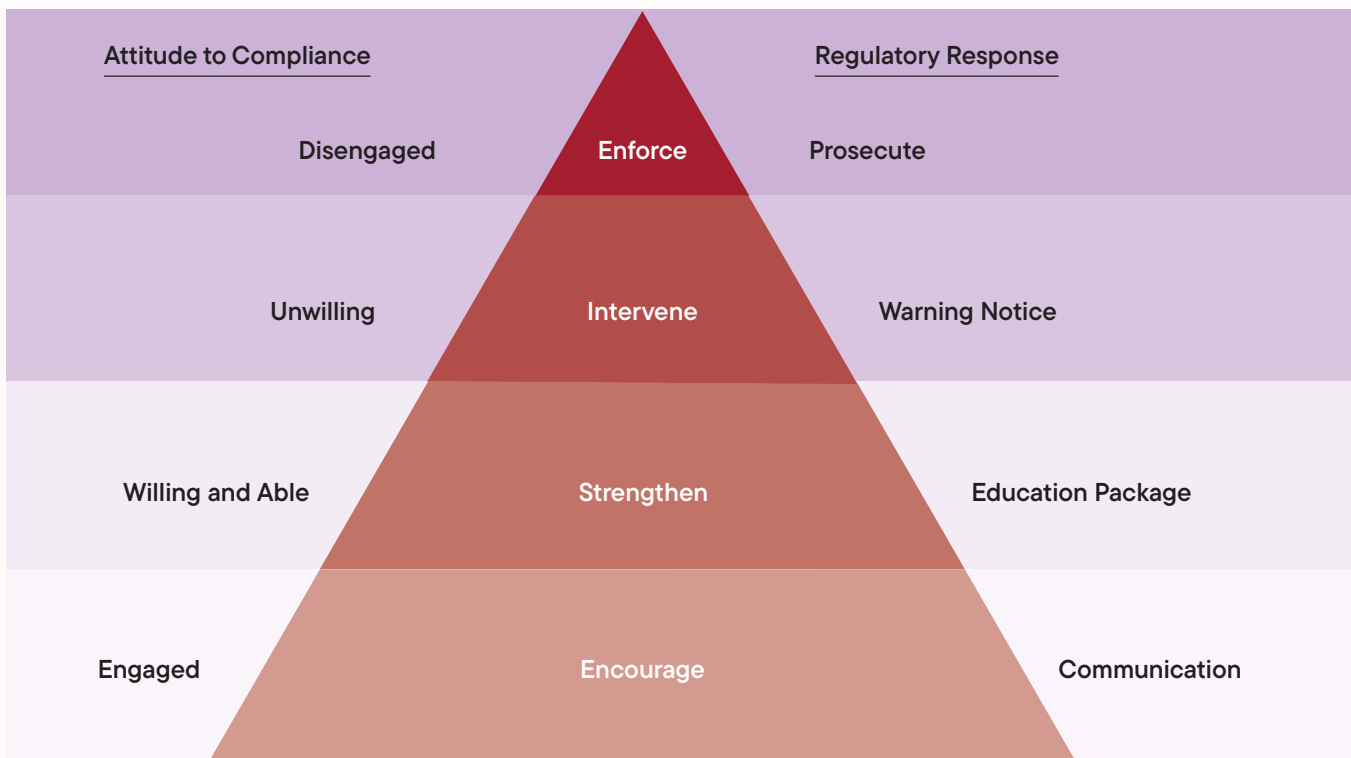 Attitude to Compliance
Regulatory Response
Disengaged
Enforce
Prosecute
Unwilling
Intervene
Warning Notice
Willing and Able
Strengthen
Education Package
Engaged
Encourage
Communication